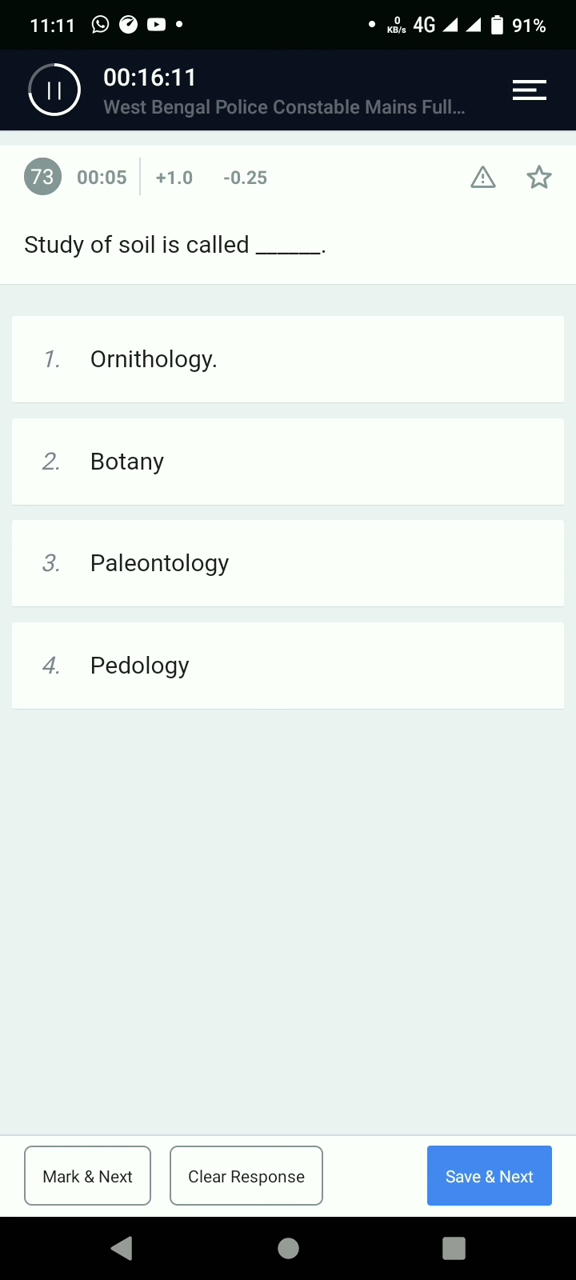 11:11 0 KB/s 4G 91%
00:16:11
West Bengal Police Constable Mains Full...
73 00:05 +1.0 -0.25
Study of soil is called ______.
1. Ornithology.
2. Botany
3. Paleontology
4. Pedology
Mark & Next Clear Response Save & Next